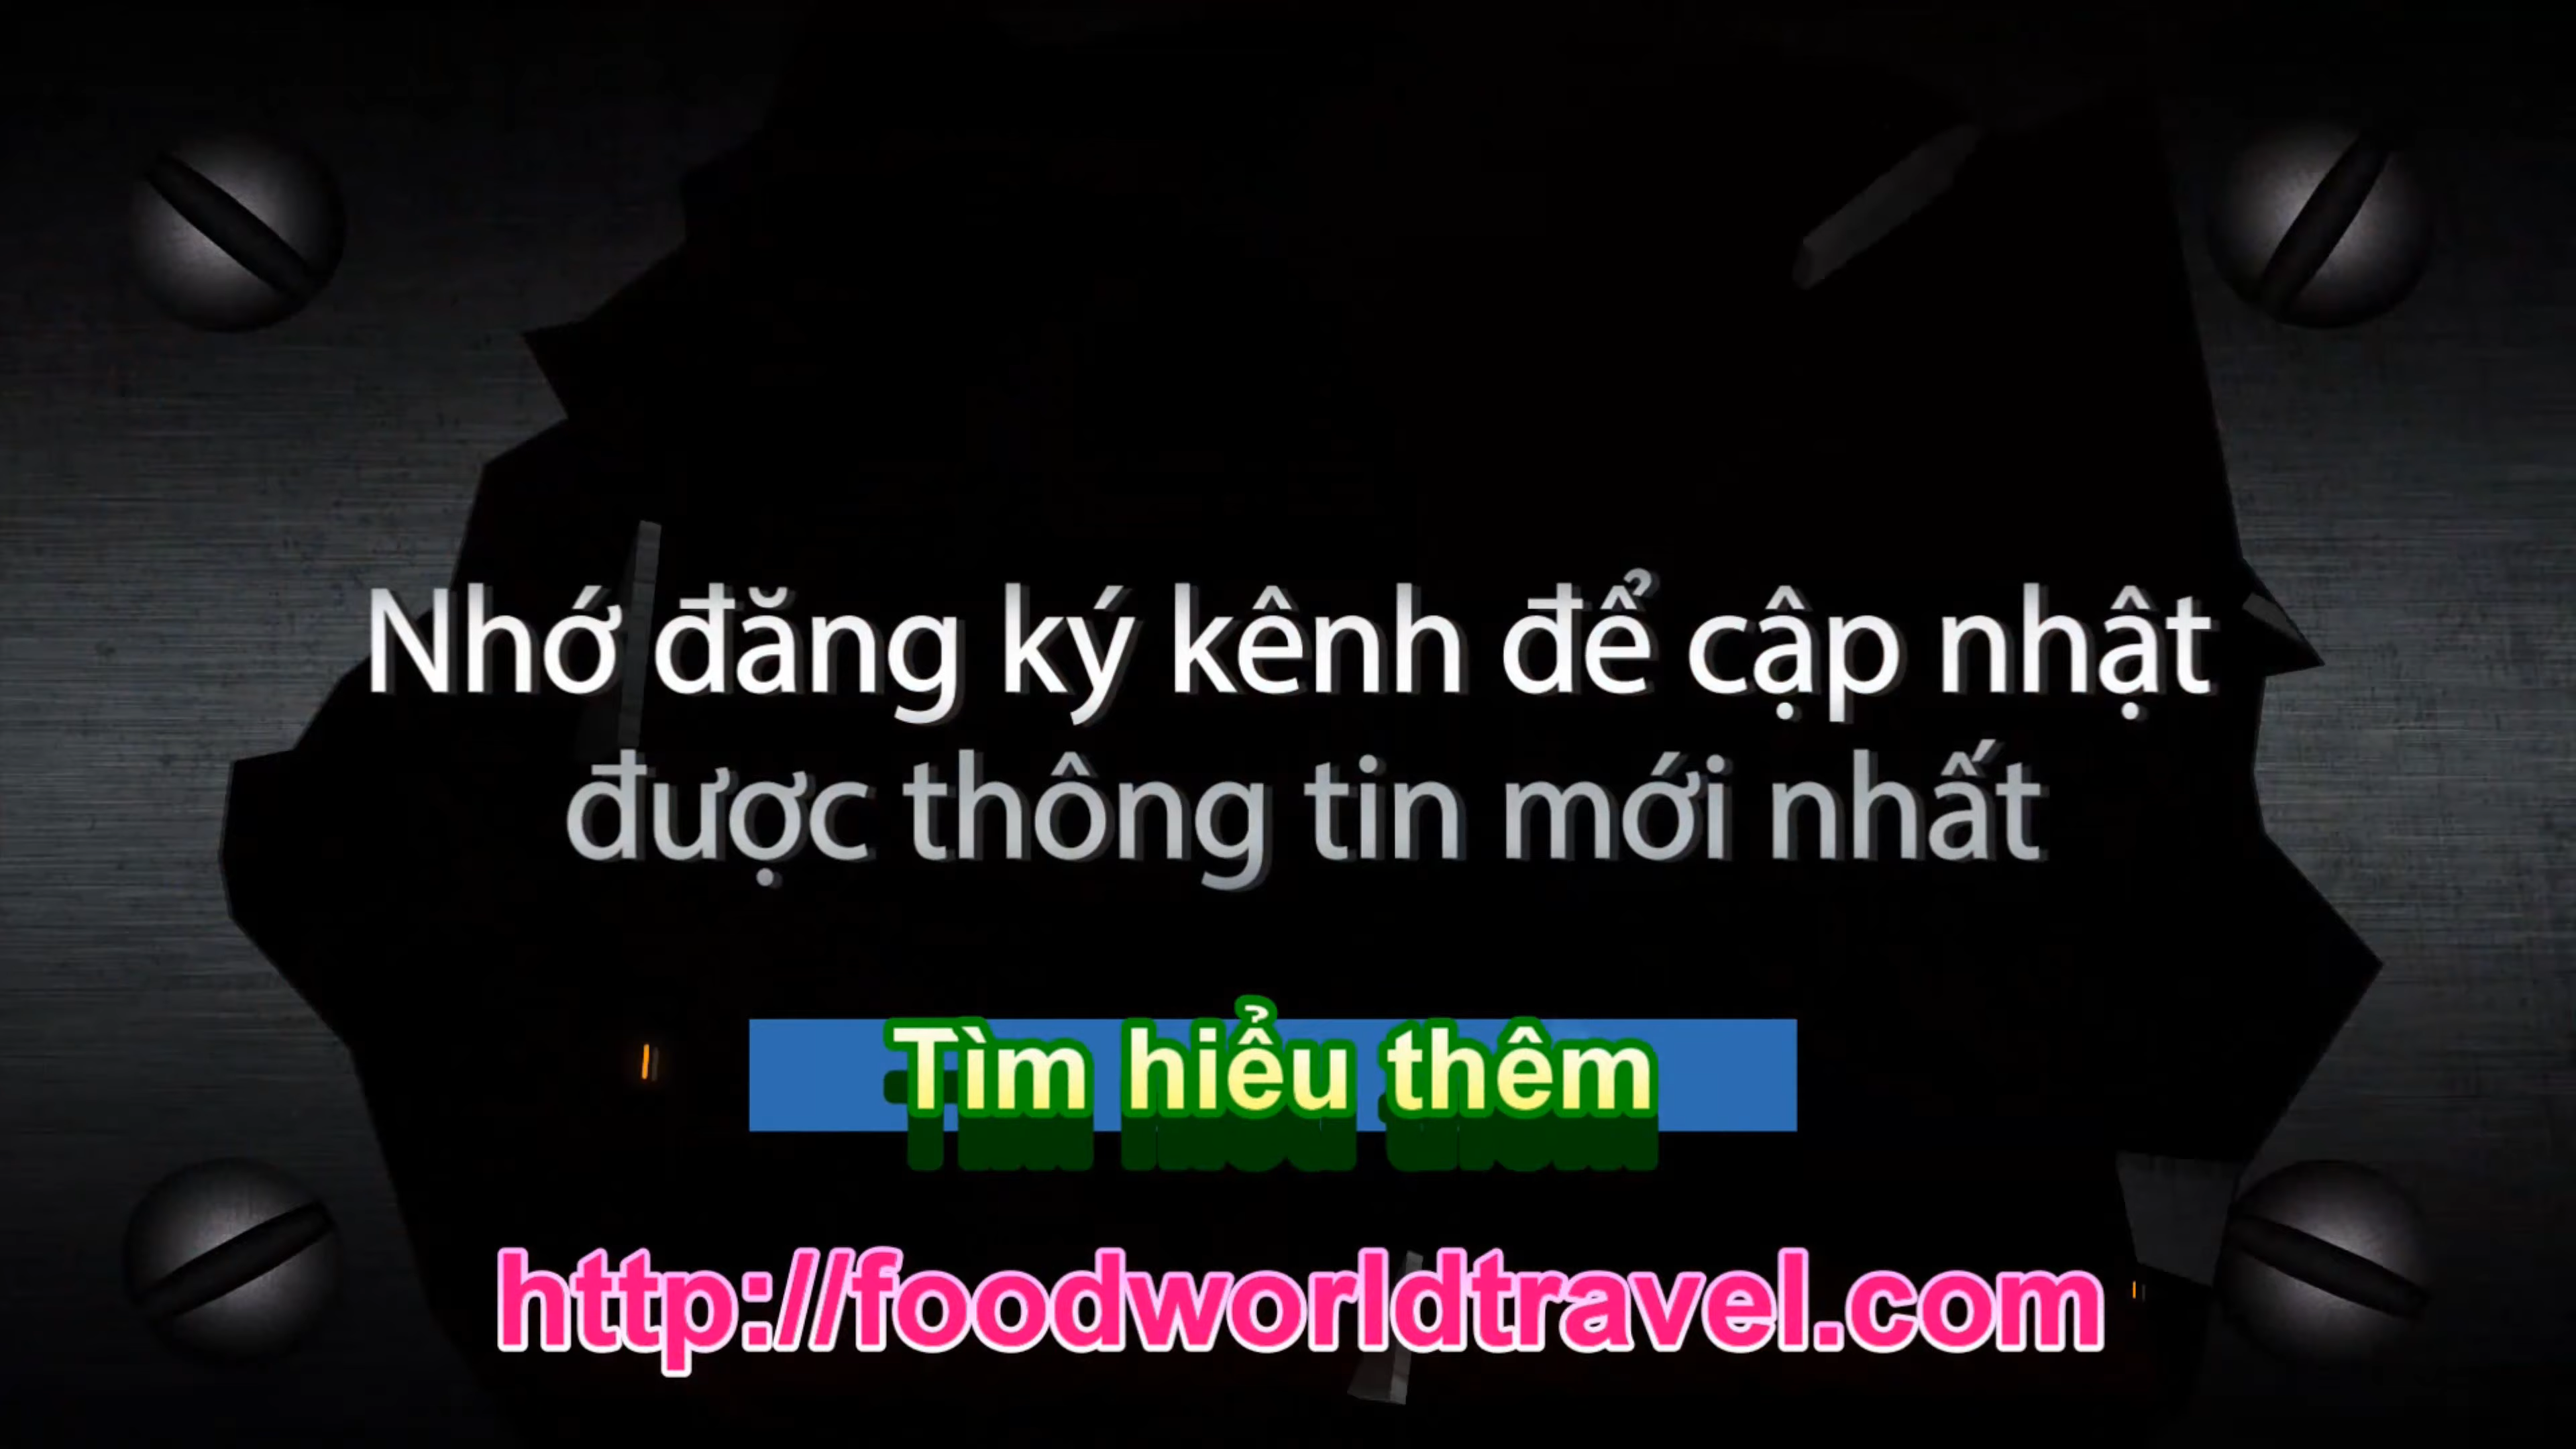 Nhớ đăng ký kênh để cập nhật
được thông tin mới nhất
Tìm hiểu thêm
http://foodworldtravel.com